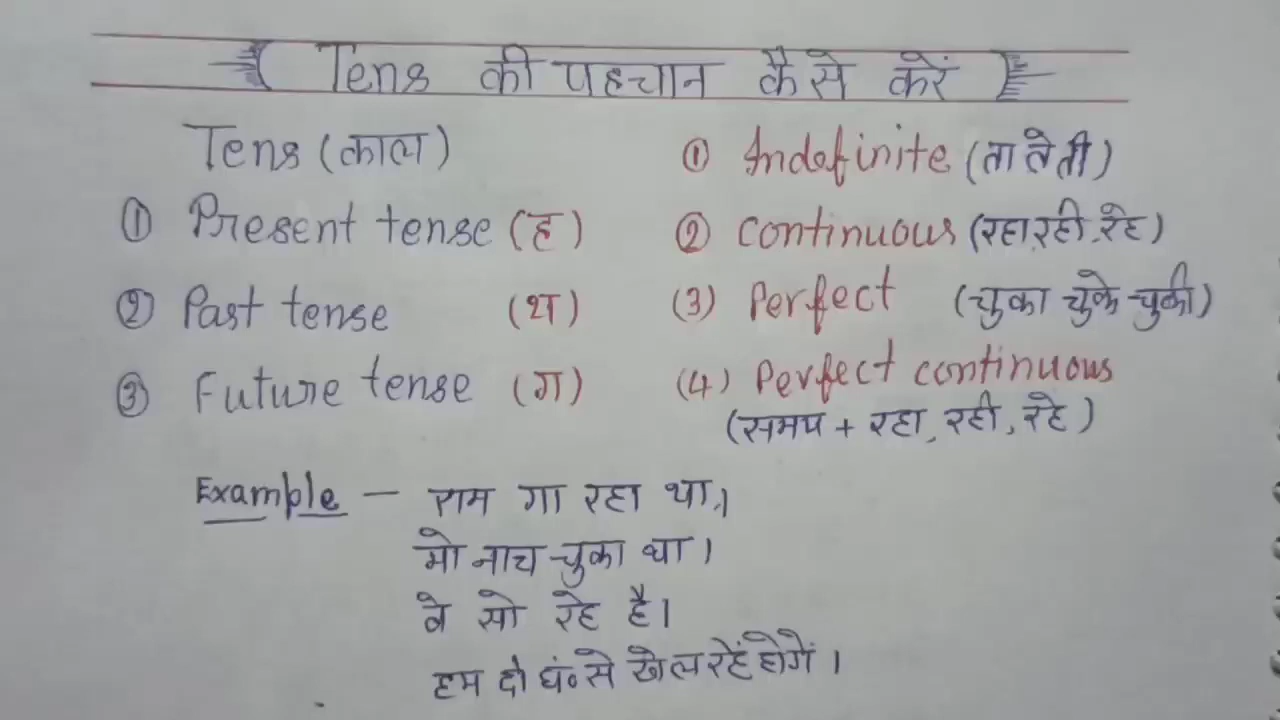 Tens की पहचान कैसे करें
Tens (काल)
① Present tense (ह)
② Past tense (थ)
③ Future tense (ग)
① Indefinite (ता ते ती)
② continuous (रहा, रही, रहे)
(3) Perfect (चुका चुके चुकी)
(4) Perfect continuous
(समय + रहा, रही, रहे)
Example – राम गा रहा था।
मो नाच चुका था।
वे सो रहे है।
हम दो घं॰ से खेल रहें होगें।